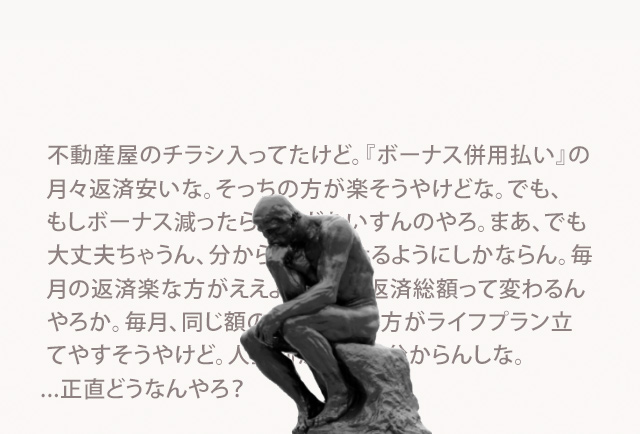 不動産屋のチラシ入ってたけど。『ボーナス併用払い』の
月々返済安いな。そっちの方が楽そうやけどな。でも、
もしボーナス減ったら いすんのやろ。まあ、でも
大丈夫ちゃうん、分から るようにしかならん。毎
月の返済楽な方がええ 返済総額って変わるん
やろか。毎月、同じ額の 方がライフプラン立
てやすそうやけど。人 分からんしな。
...正直どうなんやろ?